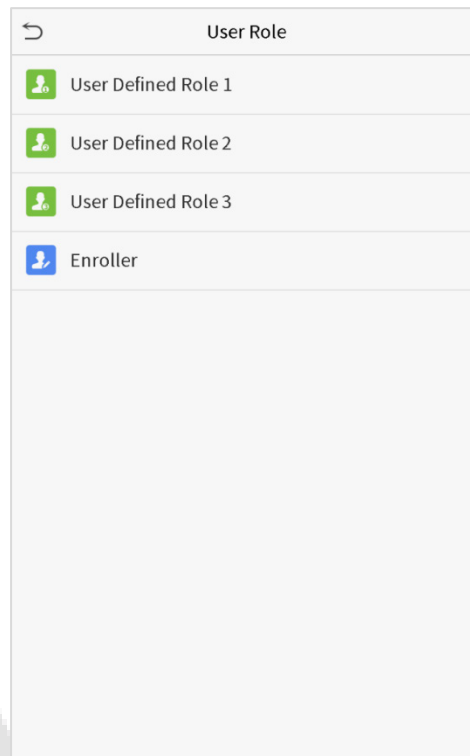 User Role
User Defined Role 1
User Defined Role 2
User Defined Role 3
Enroller